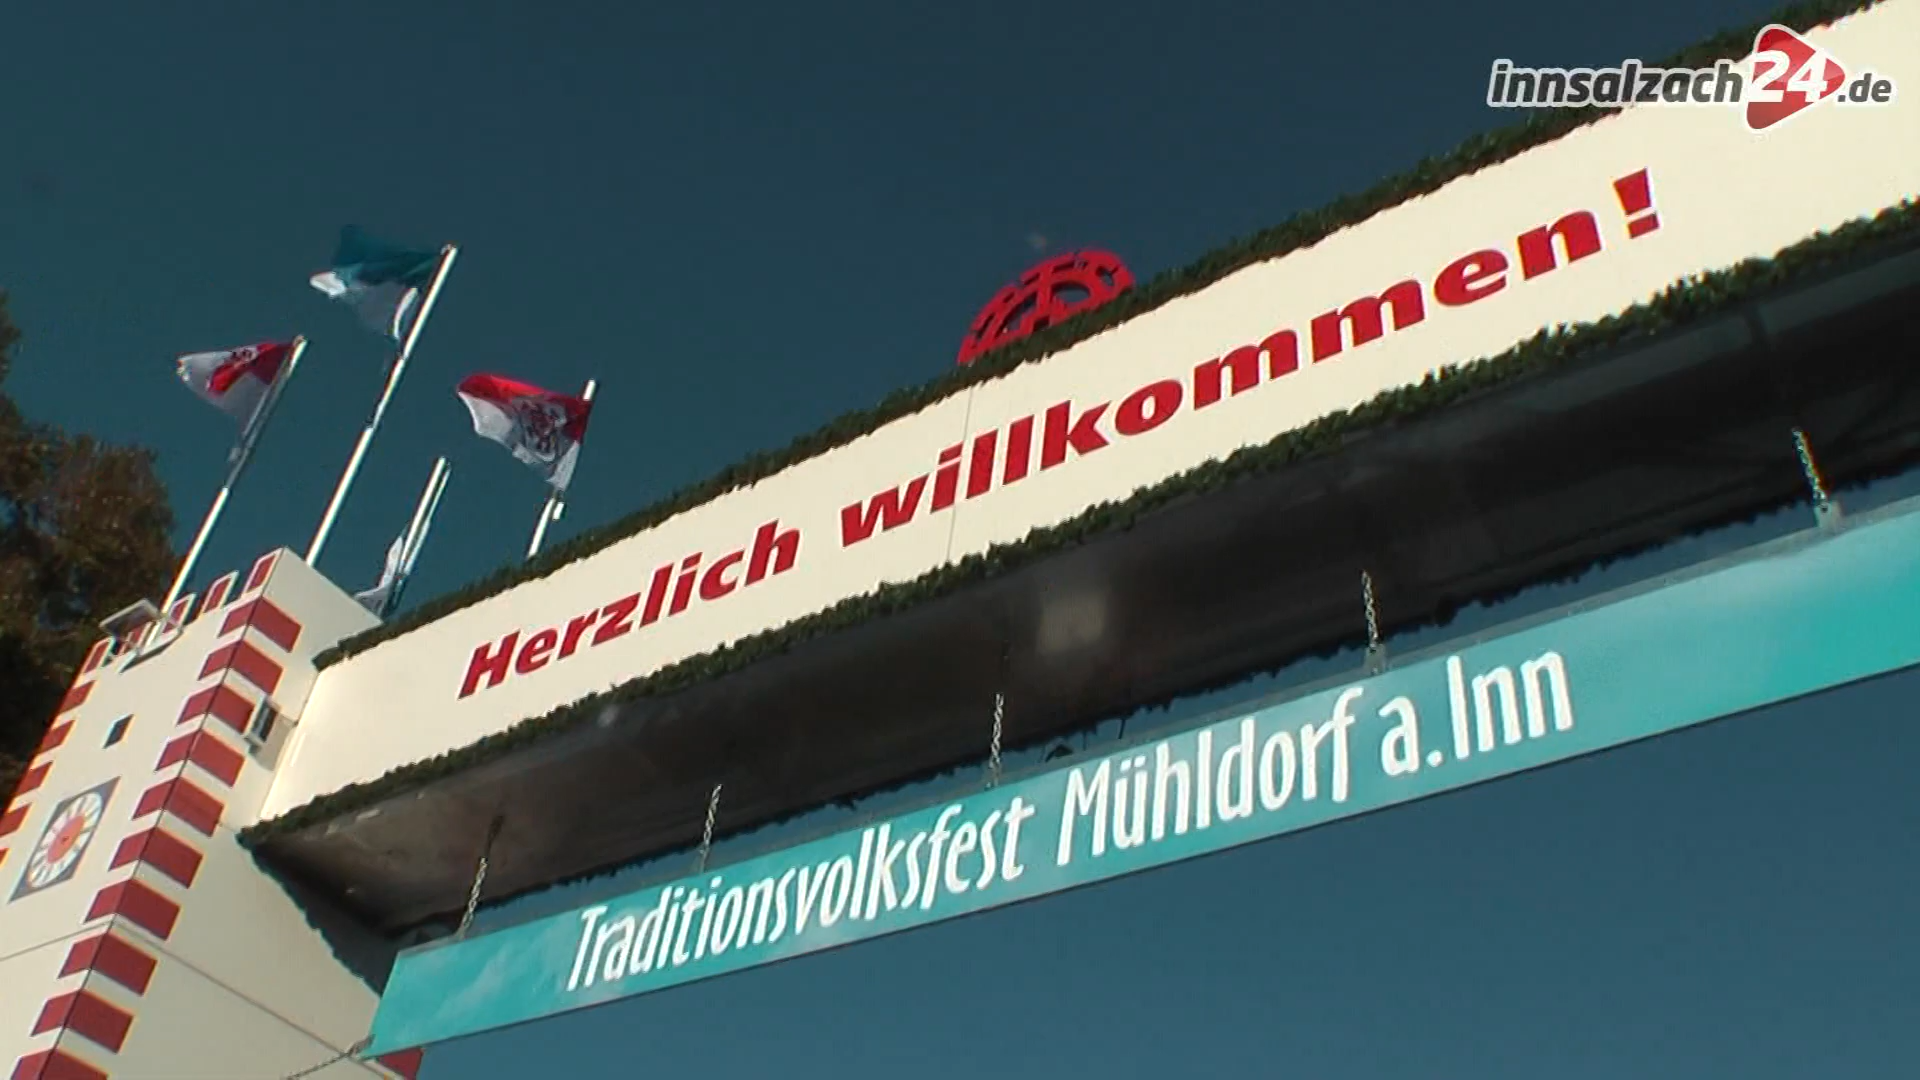 innsalzach24.de
Herzlich willkommen!
Traditionsvolksfest Mühldorf a. Inn